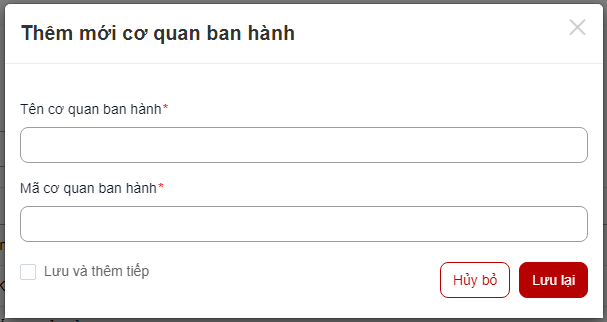 Thêm mới cơ quan ban hành
Tên cơ quan ban hành*
Mã cơ quan ban hành*
Lưu và thêm tiếp
Hủy bỏ
Lưu lại